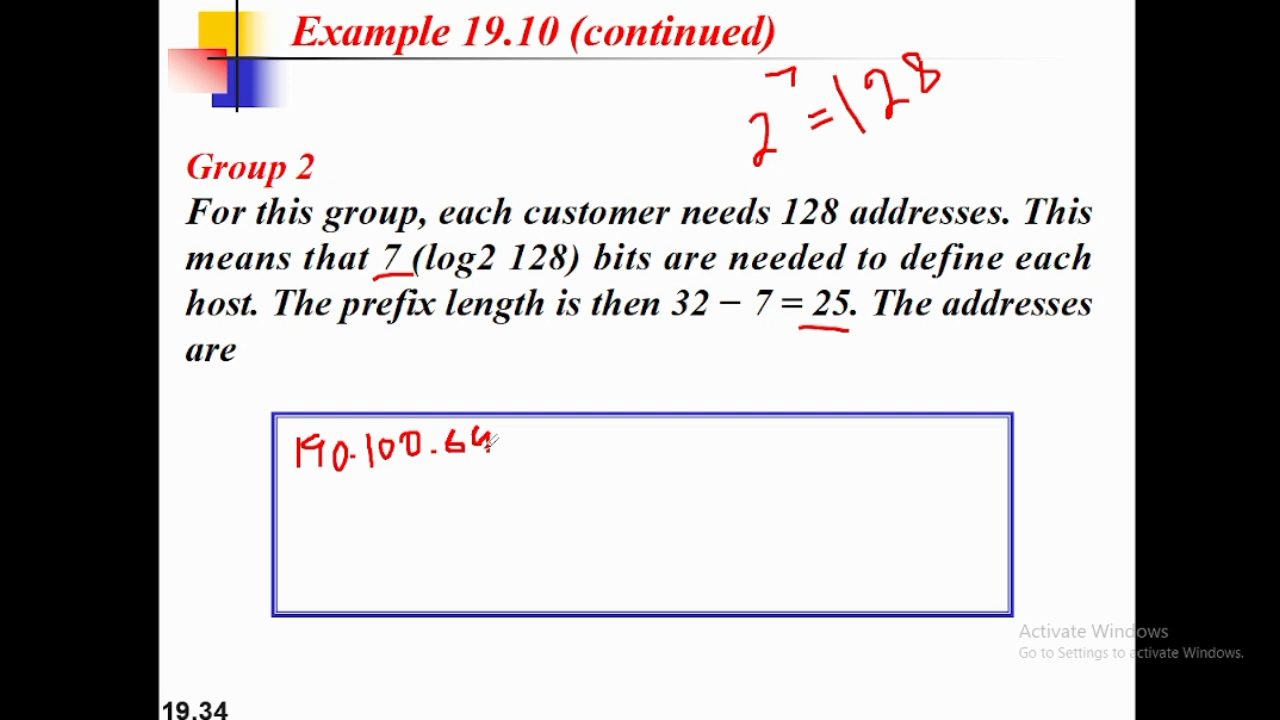 Example 19.10 (continued)
2⁷ = 128
Group 2
For this group, each customer needs 128 addresses. This
means that 7 (log2 128) bits are needed to define each
host. The prefix length is then 32 − 7 = 25. The addresses
are
190.100.64
Activate Windows
Go to Settings to activate Windows.
19.34